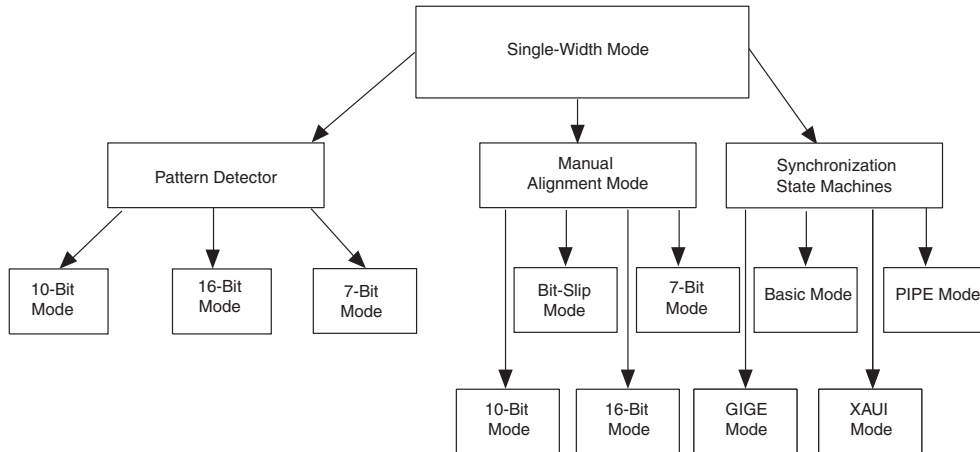 Single-Width Mode
Pattern Detector
Manual
Alignment Mode
Synchronization
State Machines
10-Bit
Mode
16-Bit
Mode
7-Bit
Mode
Bit-Slip
Mode
7-Bit
Mode
Basic Mode
PIPE Mode
10-Bit
Mode
16-Bit
Mode
GIGE
Mode
XAUI
Mode